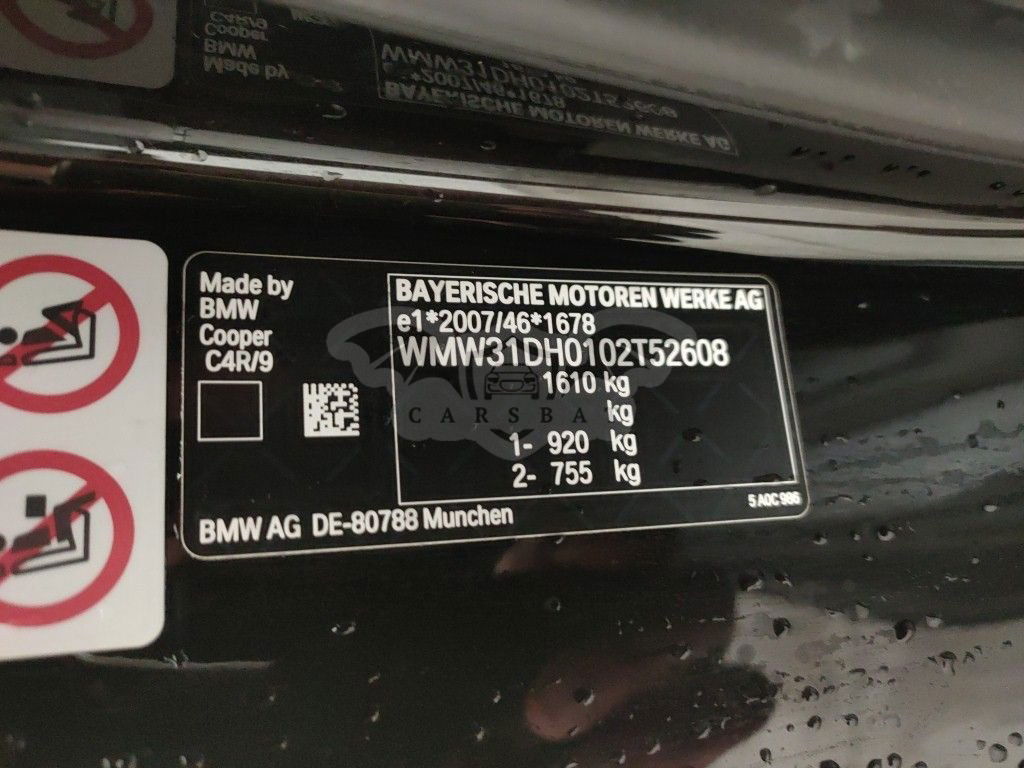 Made by
BMW
Cooper
C4R/9
BAYERISCHE MOTOREN WERKE AG
e1*2007/46*1678
WMW31DH0102T52608
1610 kg
kg
1- 920 kg
2- 755 kg
CARSBA
5 A0C 986
BMW AG DE-80788 Munchen